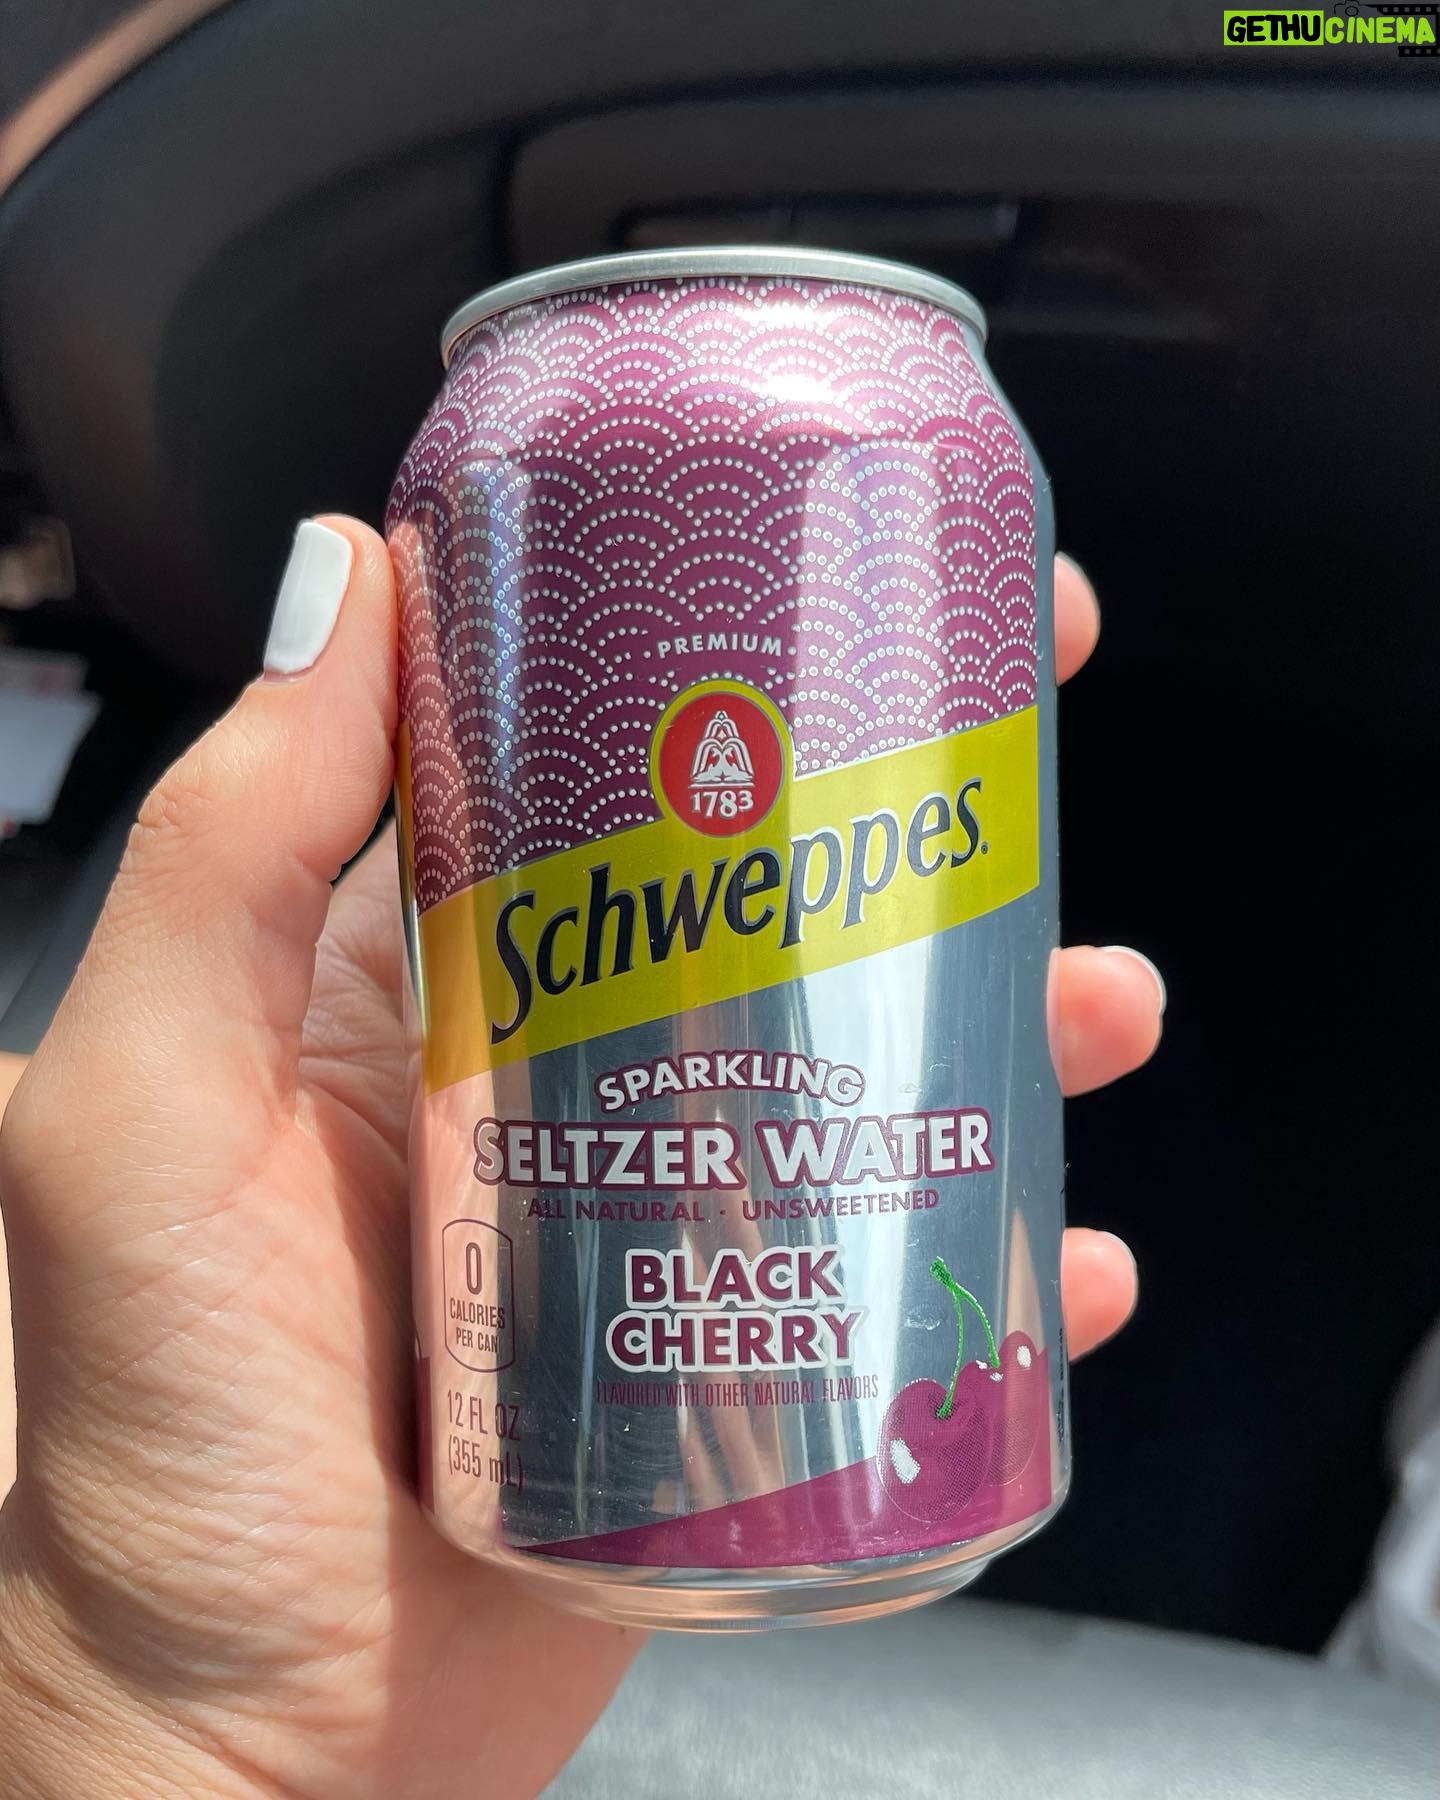 GETHUCINEMA
PREMIUM
1783
Schweppes.
SPARKLING
SELTZER WATER
ALL NATURAL · UNSWEETENED
0
CALORIES
PER CAN
BLACK
CHERRY
FLAVORED WITH OTHER NATURAL FLAVORS
12 FL OZ
(355 mL)